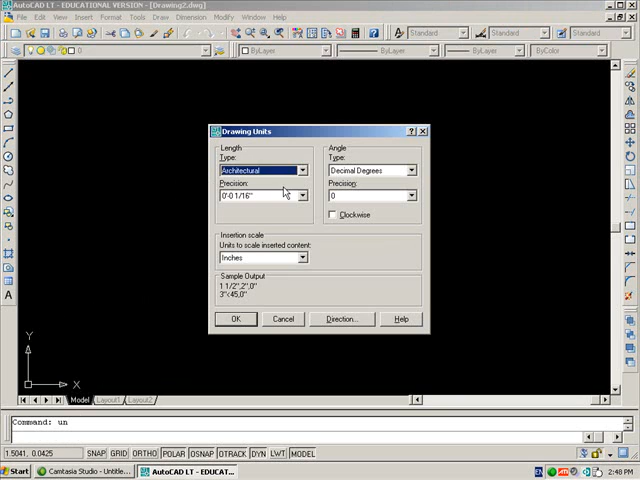 AutoCAD LT - EDUCATIONAL VERSION - [Drawing2.dwg]
File Edit View Insert Format Tools Draw Dimension Modify Window Help
Standard Standard Standard
0 ByLayer ByLayer ByLayer ByColor
Drawing Units
Length
Type:
Architectural
Precision:
0'-0 1/16"
Angle
Type:
Decimal Degrees
Precision:
0
Clockwise
Insertion scale
Units to scale inserted content:
Inches
Sample Output
1 1/2",2",0"
3"<45,0"
OK Cancel Direction... Help
Y
X
A
Model Layout1 Layout2
Command: un
1.5041, 0.0425 SNAP GRID ORTHO POLAR OSNAP OTRACK DYN LWT MODEL
Start Camtasia Studio - Untitle... AutoCAD LT - EDUCAT... EN 2:48 PM